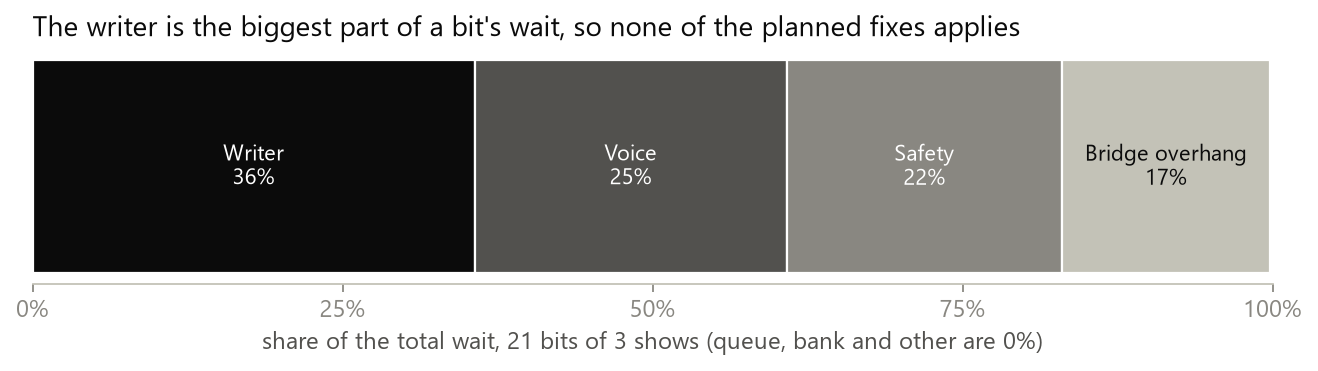 The writer is the biggest part of a bit's wait, so none of the planned fixes applies
Writer
36%
Voice
25%
Safety
22%
Bridge overhang
17%
0%
25%
50%
75%
100%
share of the total wait, 21 bits of 3 shows (queue, bank and other are 0%)